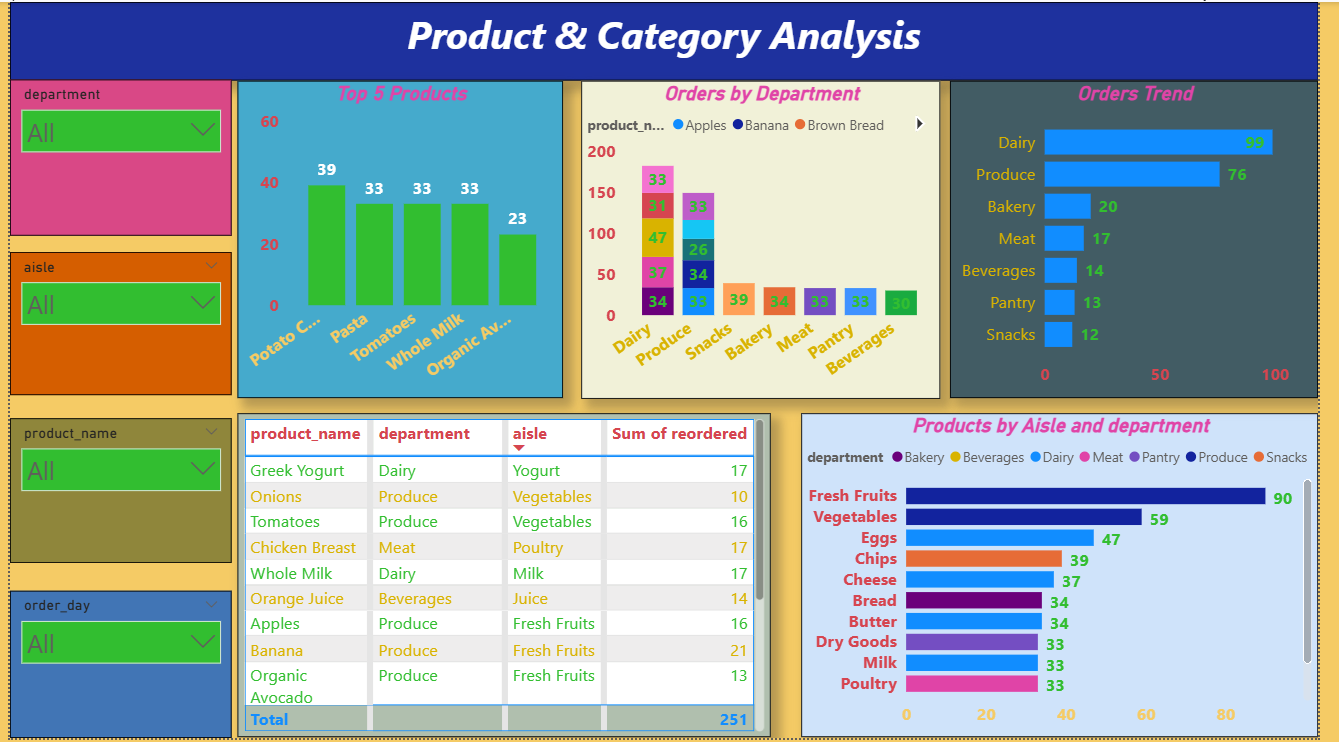 Product & Category Analysis
department
All
aisle
All
product_name
All
order_day
All
Top 5 Products
60
40
20
0
39
33
33
33
23
Potato C...
Pasta
Tomatoes
Whole Milk
Organic Av...
Orders by Department
product_n... Apples Banana Brown Bread
200
150
100
50
0
33
31
47
37
34
33
26
34
33
39
34
33
33
30
Dairy
Produce
Snacks
Bakery
Meat
Pantry
Beverages
Orders Trend
Dairy 99
Produce 76
Bakery 20
Meat 17
Beverages 14
Pantry 13
Snacks 12
0 50 100
product_name department aisle Sum of reordered
Greek Yogurt Dairy Yogurt 17
Onions Produce Vegetables 10
Tomatoes Produce Vegetables 16
Chicken Breast Meat Poultry 17
Whole Milk Dairy Milk 17
Orange Juice Beverages Juice 14
Apples Produce Fresh Fruits 16
Banana Produce Fresh Fruits 21
Organic Produce Fresh Fruits 13
Avocado
Total 251
Products by Aisle and department
department Bakery Beverages Dairy Meat Pantry Produce Snacks
Fresh Fruits 90
Vegetables 59
Eggs 47
Chips 39
Cheese 37
Bread 34
Butter 34
Dry Goods 33
Milk 33
Poultry 33
0 20 40 60 80